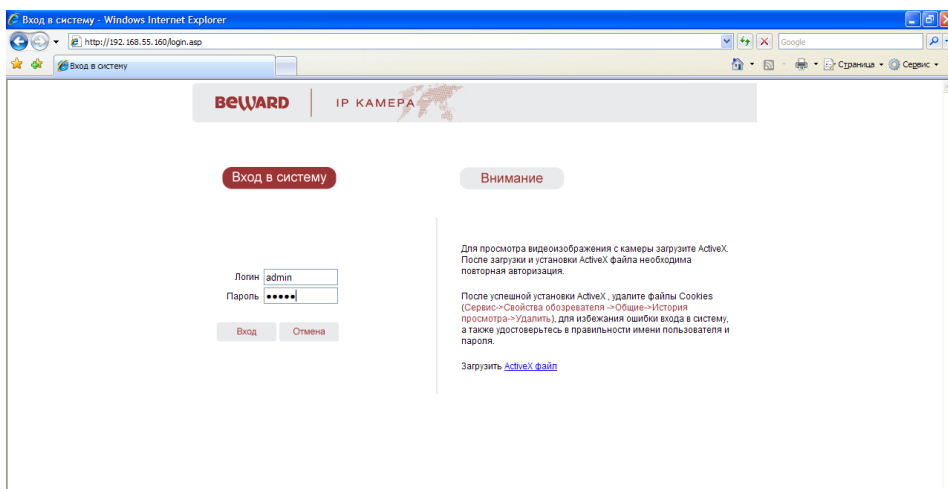 Вход в систему - Windows Internet Explorer
http://192.168.55.160/login.asp
Google
Вход в систему
Страница
Сервис
BEWARD
IP КАМЕРА
Вход в систему
Внимание
Логин admin
Пароль •••••
Вход
Отмена
Для просмотра видеоизображения с камеры загрузите ActiveX.
После загрузки и установки ActiveX файла необходима
повторная авторизация.
После успешной установки ActiveX , удалите файлы Cookies
(Сервис->Свойства обозревателя ->Общие->История
просмотра->Удалить), для избежания ошибки входа в систему,
а также удостоверьтесь в правильности имени пользователя и
пароля.
Загрузить ActiveX файл